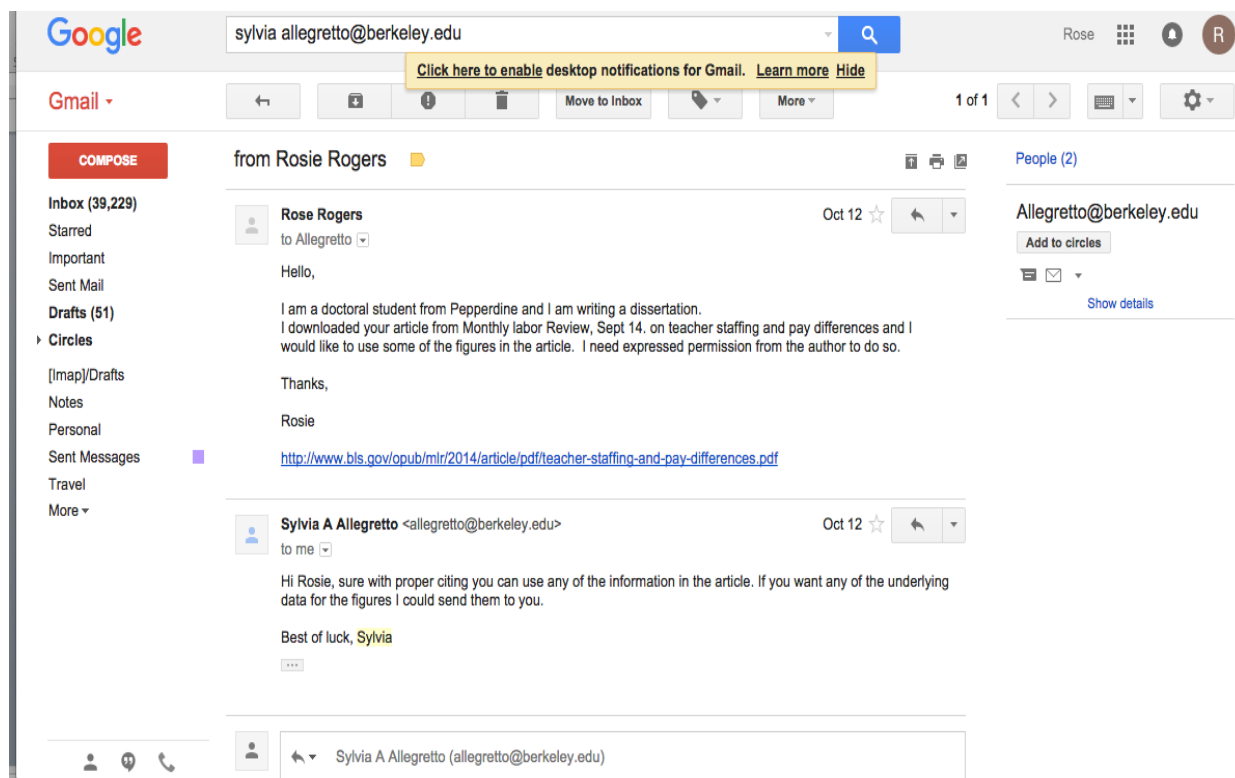 Google
sylvia allegretto@berkeley.edu
Rose
R
Click here to enable desktop notifications for Gmail. Learn more Hide
Gmail
Move to Inbox
More
1 of 1
COMPOSE
Inbox (39,229)
Starred
Important
Sent Mail
Drafts (51)
Circles
[Imap]/Drafts
Notes
Personal
Sent Messages
Travel
More
from Rosie Rogers
Rose Rogers
Oct 12
to Allegretto
Hello,
I am a doctoral student from Pepperdine and I am writing a dissertation.
I downloaded your article from Monthly labor Review, Sept 14. on teacher staffing and pay differences and I
would like to use some of the figures in the article. I need expressed permission from the author to do so.
Thanks,
Rosie
http://www.bls.gov/opub/mlr/2014/article/pdf/teacher-staffing-and-pay-differences.pdf
Sylvia A Allegretto <allegretto@berkeley.edu>
Oct 12
to me
Hi Rosie, sure with proper citing you can use any of the information in the article. If you want any of the underlying
data for the figures I could send them to you.
Best of luck, Sylvia
Sylvia A Allegretto (allegretto@berkeley.edu)
People (2)
Allegretto@berkeley.edu
Add to circles
Show details